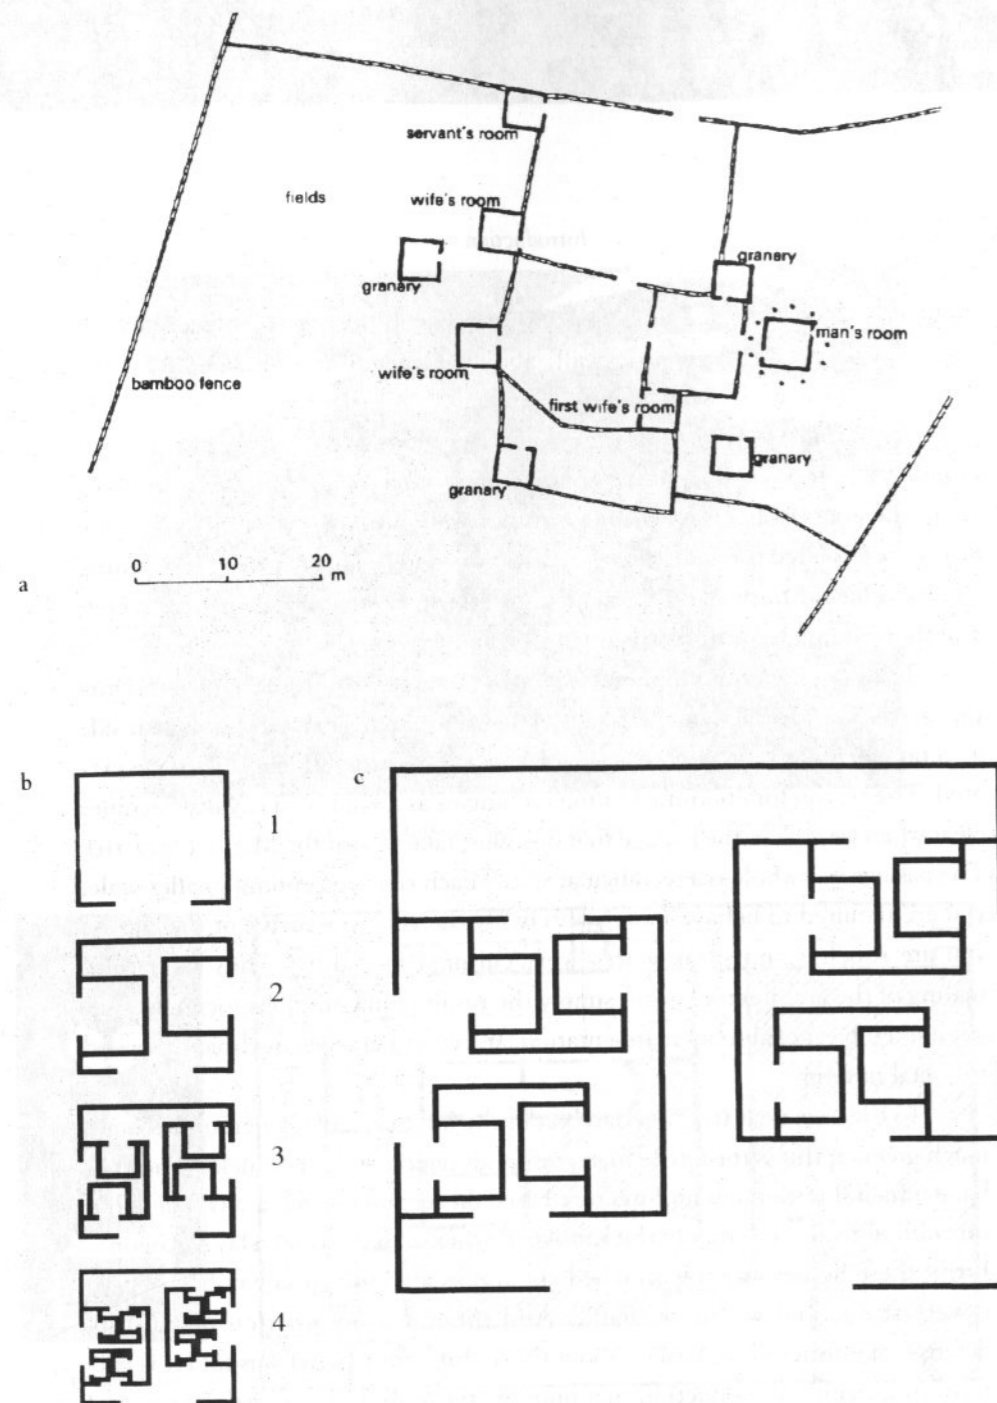 servant's room
fields
wife's room
granary
granary
man's room
wife's room
bamboo fence
first wife's room
granary
granary
0 10 20 m
a
b
c
1
2
3
4